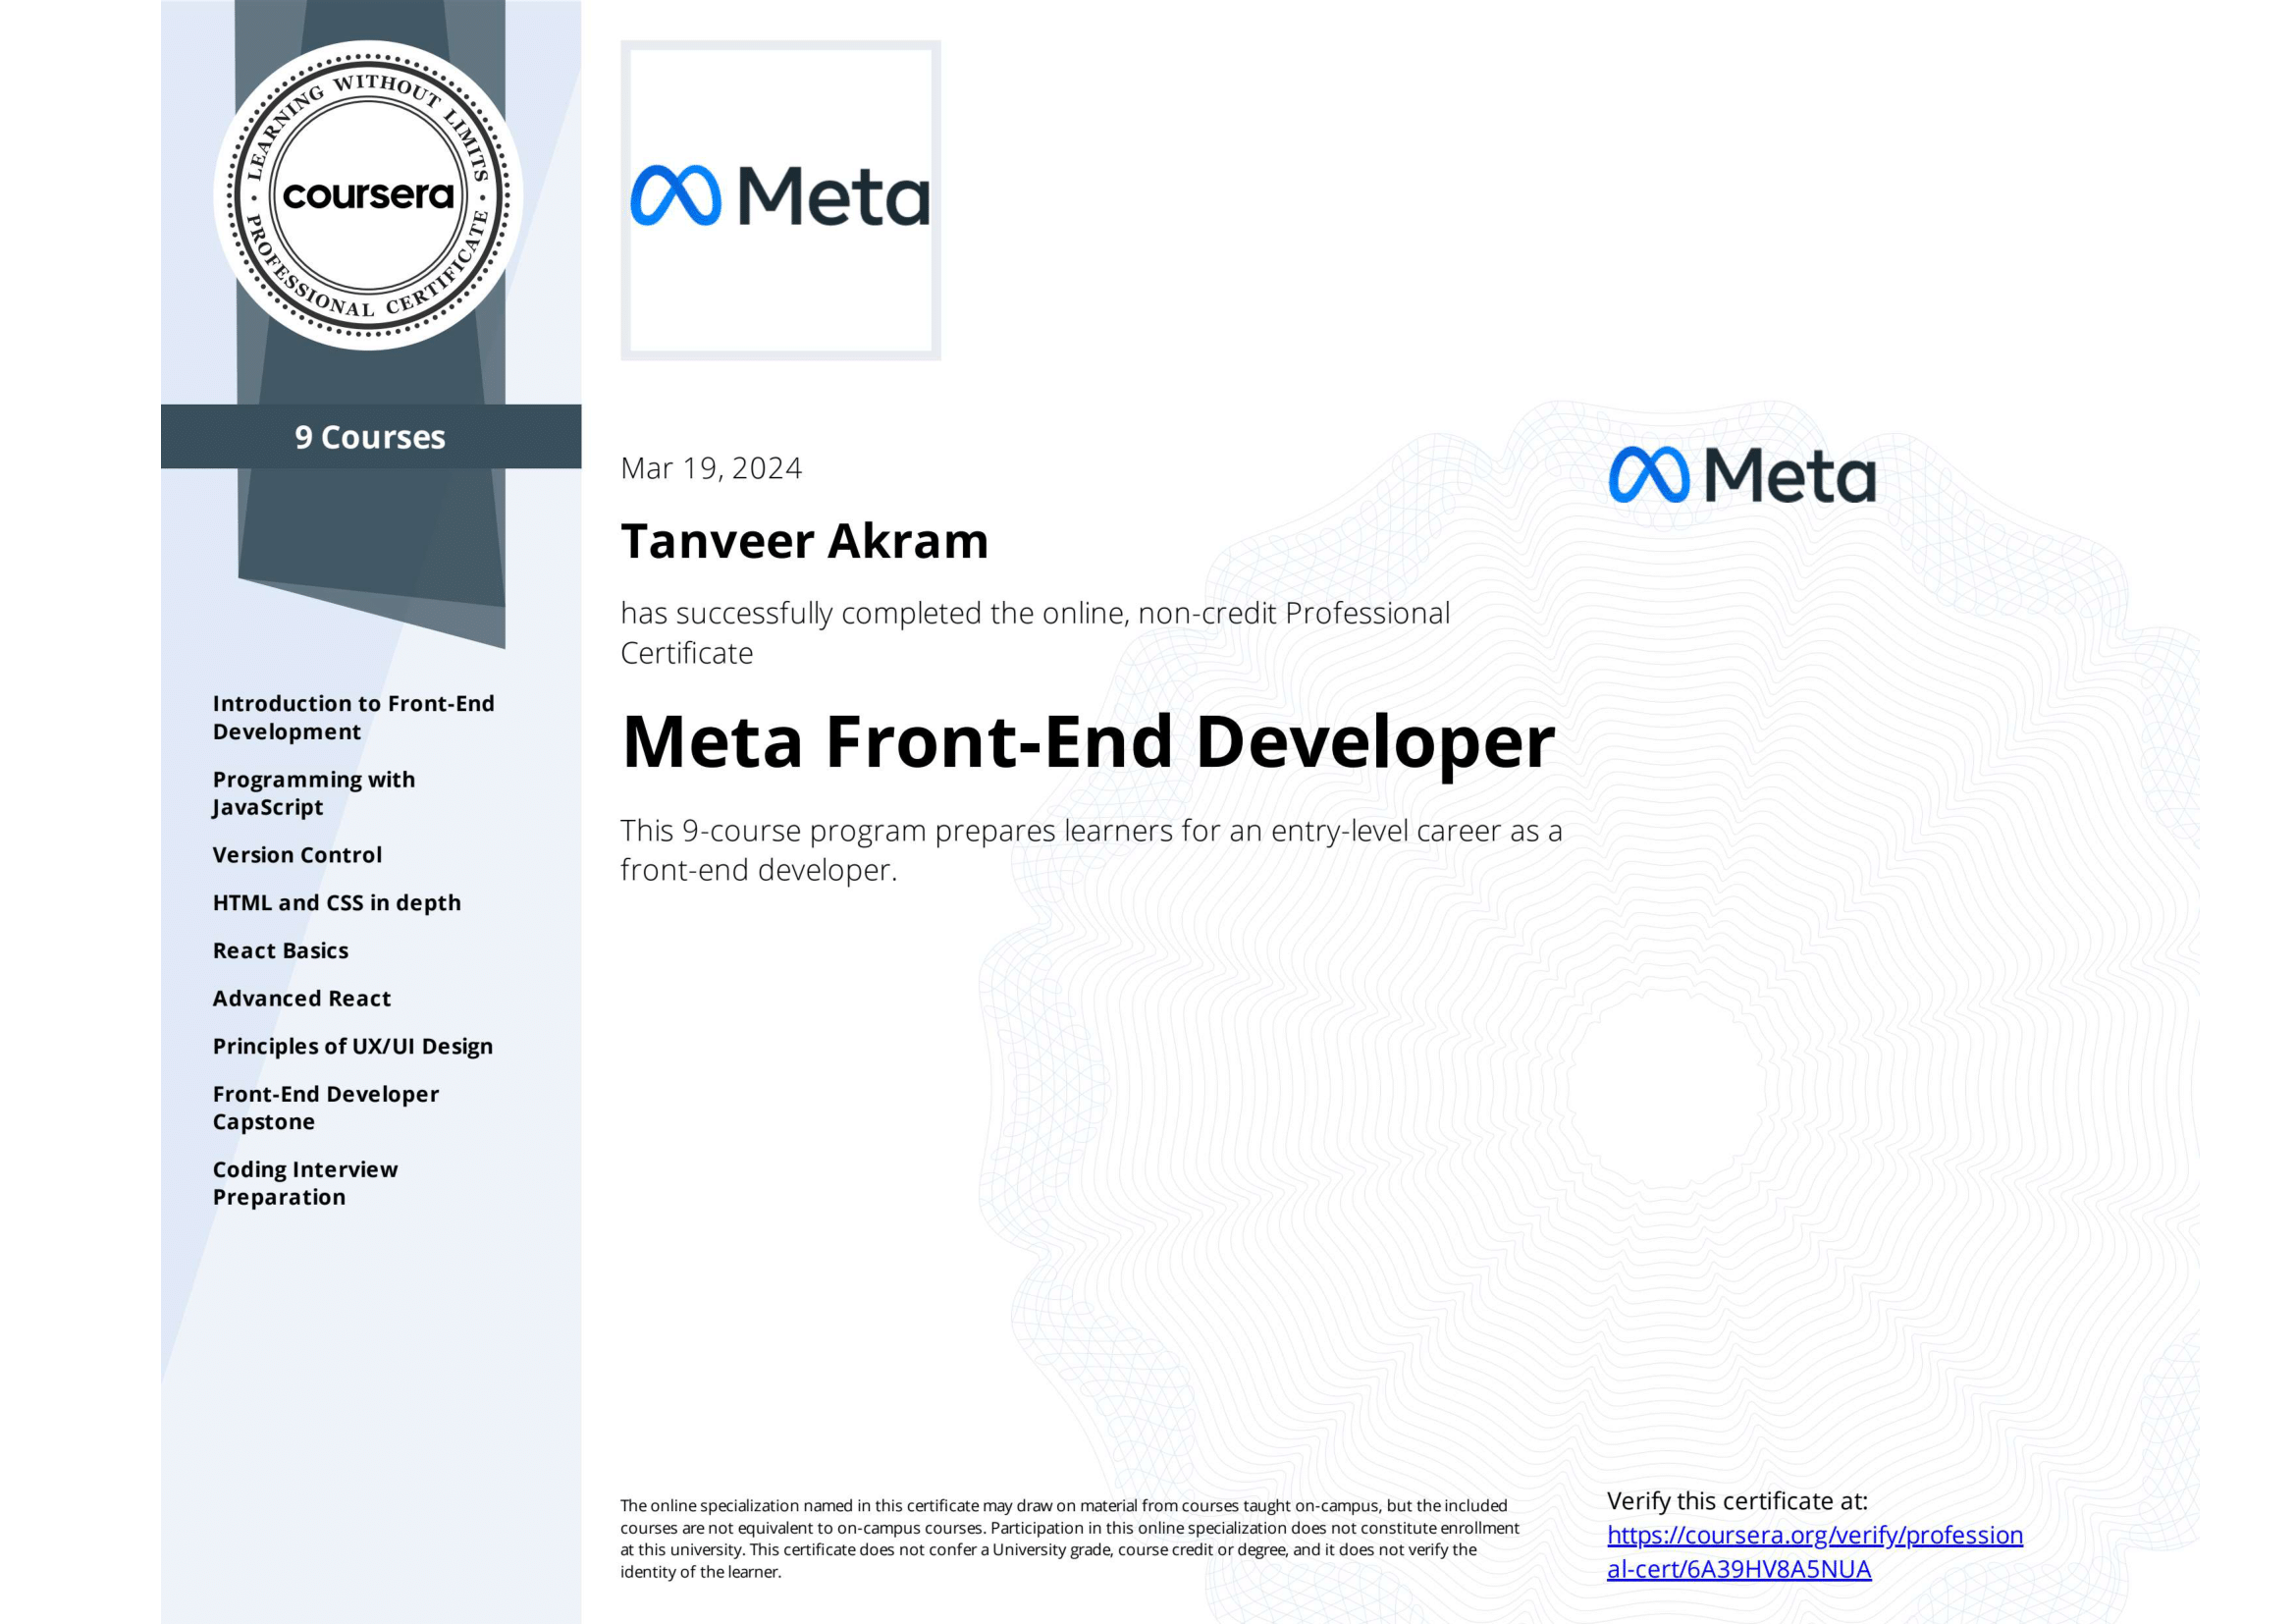 LEARNING WITHOUT LIMITS
coursera
PROFESSIONAL CERTIFICATE
9 Courses
Introduction to Front-End
Development
Programming with
JavaScript
Version Control
HTML and CSS in depth
React Basics
Advanced React
Principles of UX/UI Design
Front-End Developer
Capstone
Coding Interview
Preparation
Meta
Mar 19, 2024
Tanveer Akram
has successfully completed the online, non-credit Professional
Certificate
Meta Front-End Developer
This 9-course program prepares learners for an entry-level career as a
front-end developer.
Meta
The online specialization named in this certificate may draw on material from courses taught on-campus, but the included
courses are not equivalent to on-campus courses. Participation in this online specialization does not constitute enrollment
at this university. This certificate does not confer a University grade, course credit or degree, and it does not verify the
identity of the learner.
Verify this certificate at:
https://coursera.org/verify/profession
al-cert/6A39HV8A5NUA